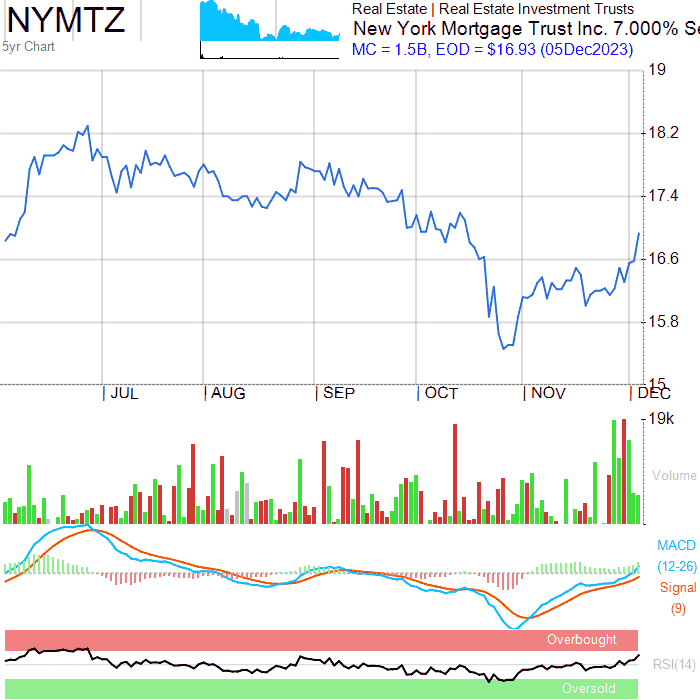 NYMTZ
5yr Chart
Real Estate | Real Estate Investment Trusts
New York Mortgage Trust Inc. 7.000% Se
MC = 1.5B, EOD = $16.93 (05Dec2023)
19
18.2
17.4
16.6
15.8
15
JUL AUG SEP OCT NOV DEC
19k
Volume
MACD
(12-26)
Signal
(9)
Overbought
RSI(14)
Oversold